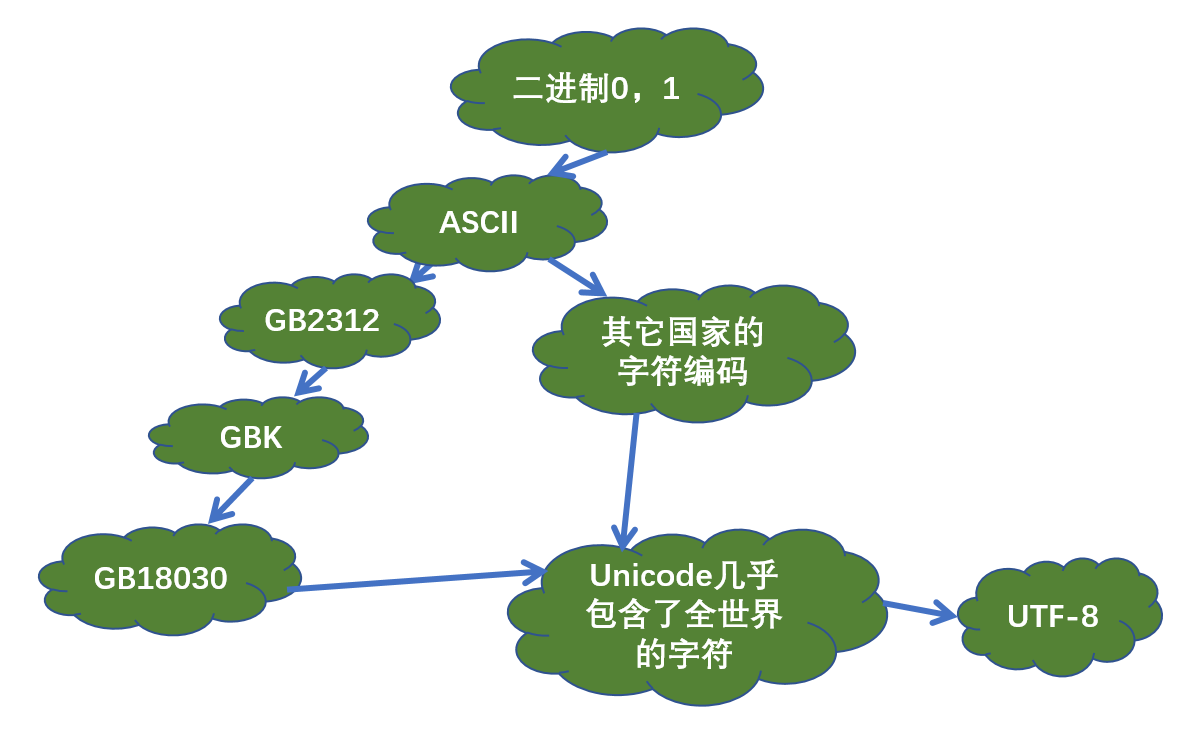 二进制0，1
ASCII
GB2312
其它国家的
字符编码
GBK
GB18030
Unicode几乎
包含了全世界
的字符
UTF-8